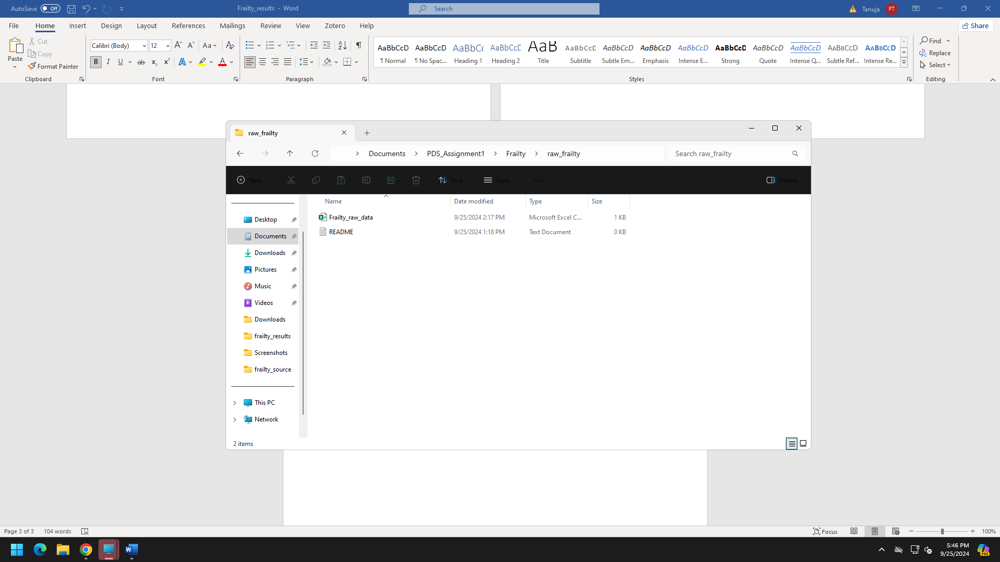 AutoSave Off Frailty_results - Word Search Tanuja PT
File Home Insert Design Layout References Mailings Review View Zotero Help Share
Paste Cut Copy Format Painter
Calibri (Body) 12 Aa
B I U ab x₂ x² A A
¶
AaBbCcD AaBbCcD AaBbCc AaBbCcD AaB AaBbCcD AaBbCcD AaBbCcD AaBbCcD AaBbCcD AaBbCcD AaBbCcD AaBbCcD AaBbCcD
¶ Normal ¶ No Spac... Heading 1 Heading 2 Title Subtitle Subtle Em... Emphasis Intense E... Strong Quote Intense Q... Subtle Ref... Intense Re...
Find
Replace
Select
Clipboard Font Paragraph Styles Editing
raw_frailty
Documents > PDS_Assignment1 > Frailty > raw_frailty Search raw_frailty
New Sort View Details
Name Date modified Type Size
Frailty_raw_data 9/25/2024 2:17 PM Microsoft Excel C... 1 KB
README 9/25/2024 1:18 PM Text Document 0 KB
Desktop
Documents
Downloads
Pictures
Music
Videos
Downloads
frailty_results
Screenshots
frailty_source
This PC
Network
2 items
Page 3 of 3 104 words Focus 100%
5:46 PM
9/25/2024
PRE